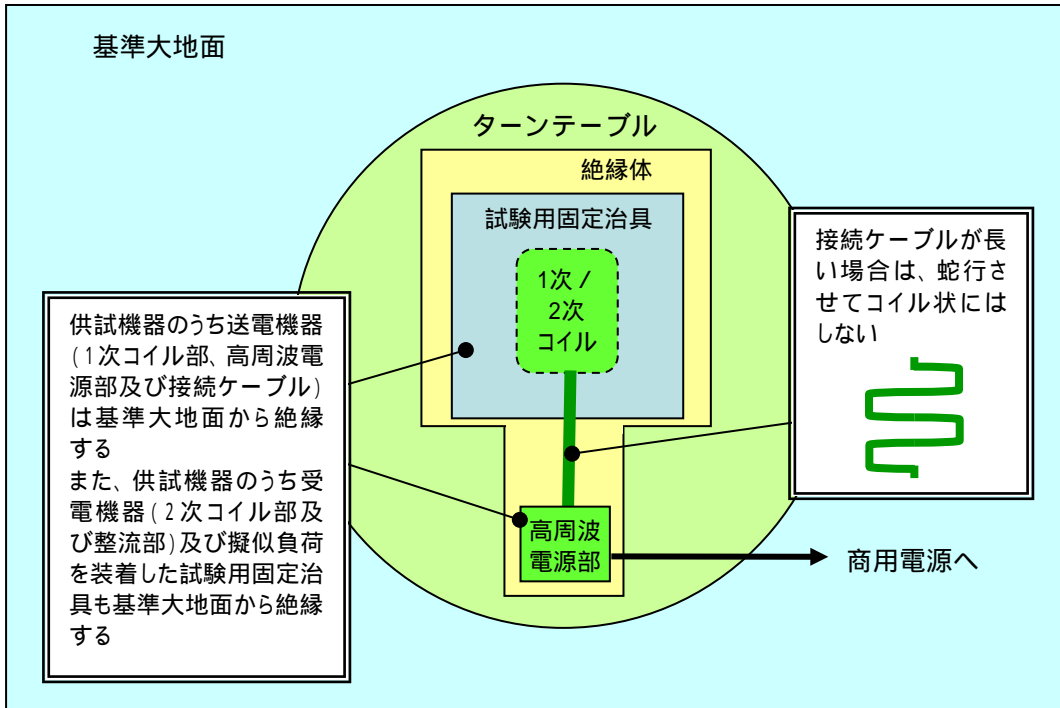 基準大地面
ターンテーブル
絶縁体
試験用固定治具
1次/
2次
コイル
接続ケーブルが長
い場合は、蛇行さ
せてコイル状には
しない
供試機器のうち送電機器
(1次コイル部、高周波電
源部及び接続ケーブル)
は基準大地面から絶縁
する
また、供試機器のうち受
電機器(2次コイル部及
び整流部)及び擬似負荷
を装着した試験用固定治
具も基準大地面から絶縁
する
高周波
電源部
商用電源へ